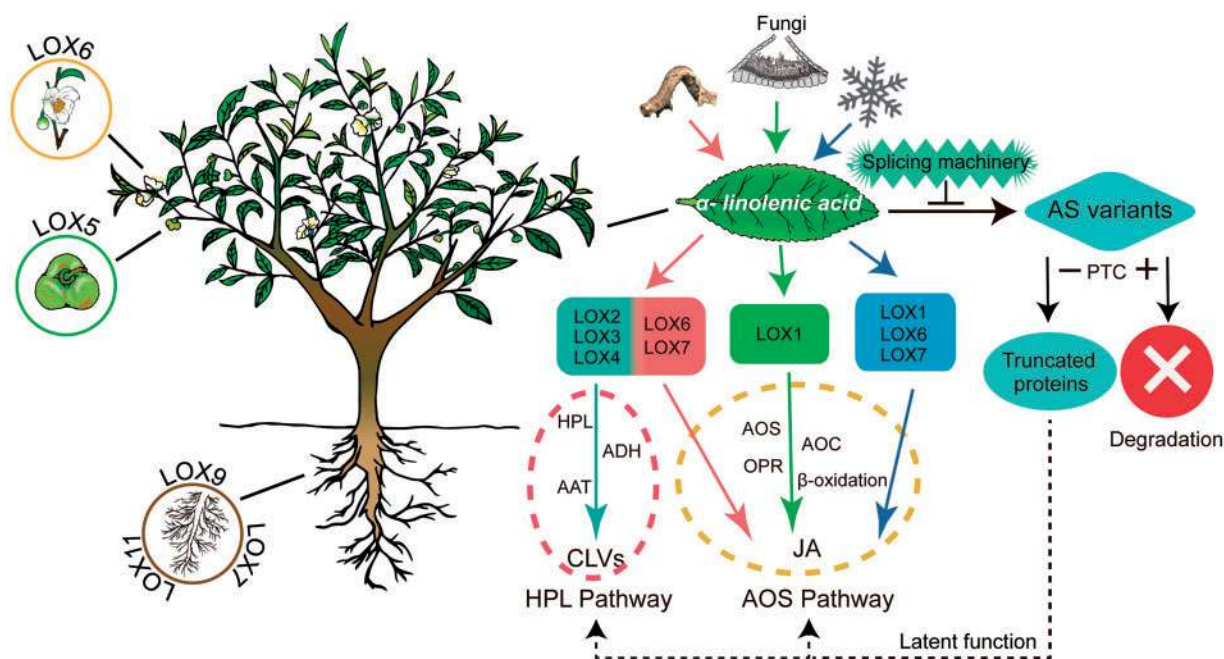 LOX6
LOX5
LOX9
LOX7
LOX11
Fungi
α- linolenic acid
Splicing machinery
AS variants
− PTC +
Truncated
proteins
Degradation
LOX2
LOX3
LOX4
LOX6
LOX7
LOX1
LOX1
LOX6
LOX7
HPL
ADH
AAT
CLVs
HPL Pathway
AOS
AOC
OPR
β-oxidation
JA
AOS Pathway
Latent function